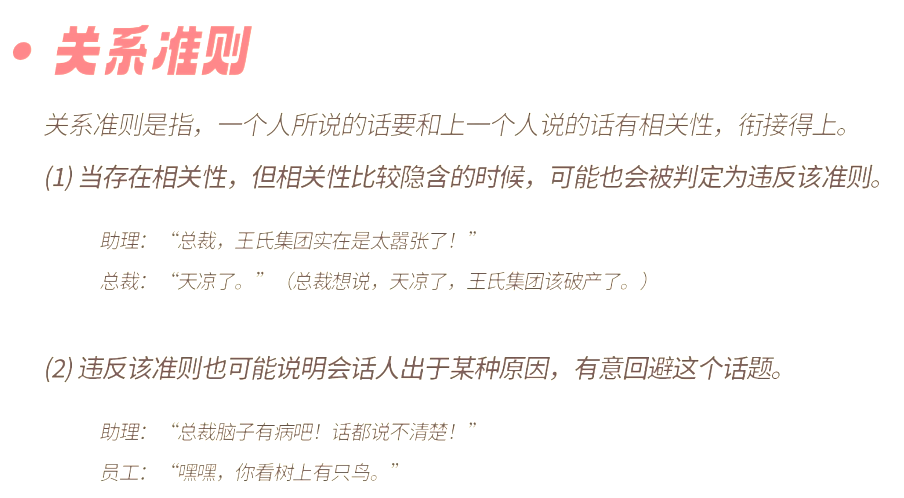 • 关系准则
关系准则是指，一个人所说的话要和上一个人说的话有相关性，衔接得上。
(1) 当存在相关性，但相关性比较隐含的时候，可能也会被判定为违反该准则。
助理：“总裁，王氏集团实在是太嚣张了！”
总裁：“天凉了。”（总裁想说，天凉了，王氏集团该破产了。）
(2) 违反该准则也可能说明会话人出于某种原因，有意回避这个话题。
助理：“总裁脑子有病吧！话都说不清楚！”
员工：“嘿嘿，你看树上有只鸟。”